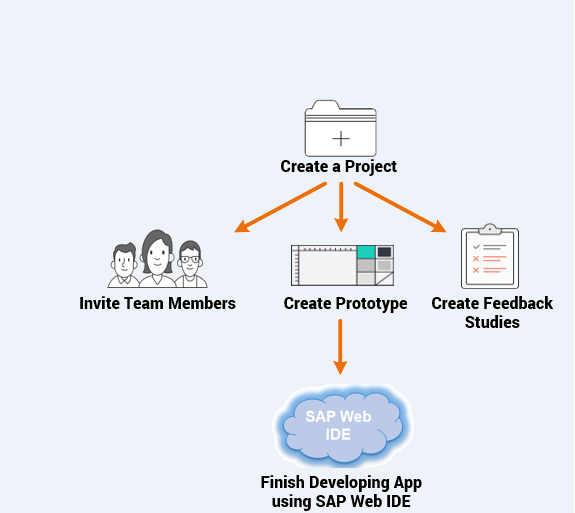 Create a Project
Invite Team Members
Create Prototype
Create Feedback
Studies
SAP Web
IDE
Finish Developing App
using SAP Web IDE